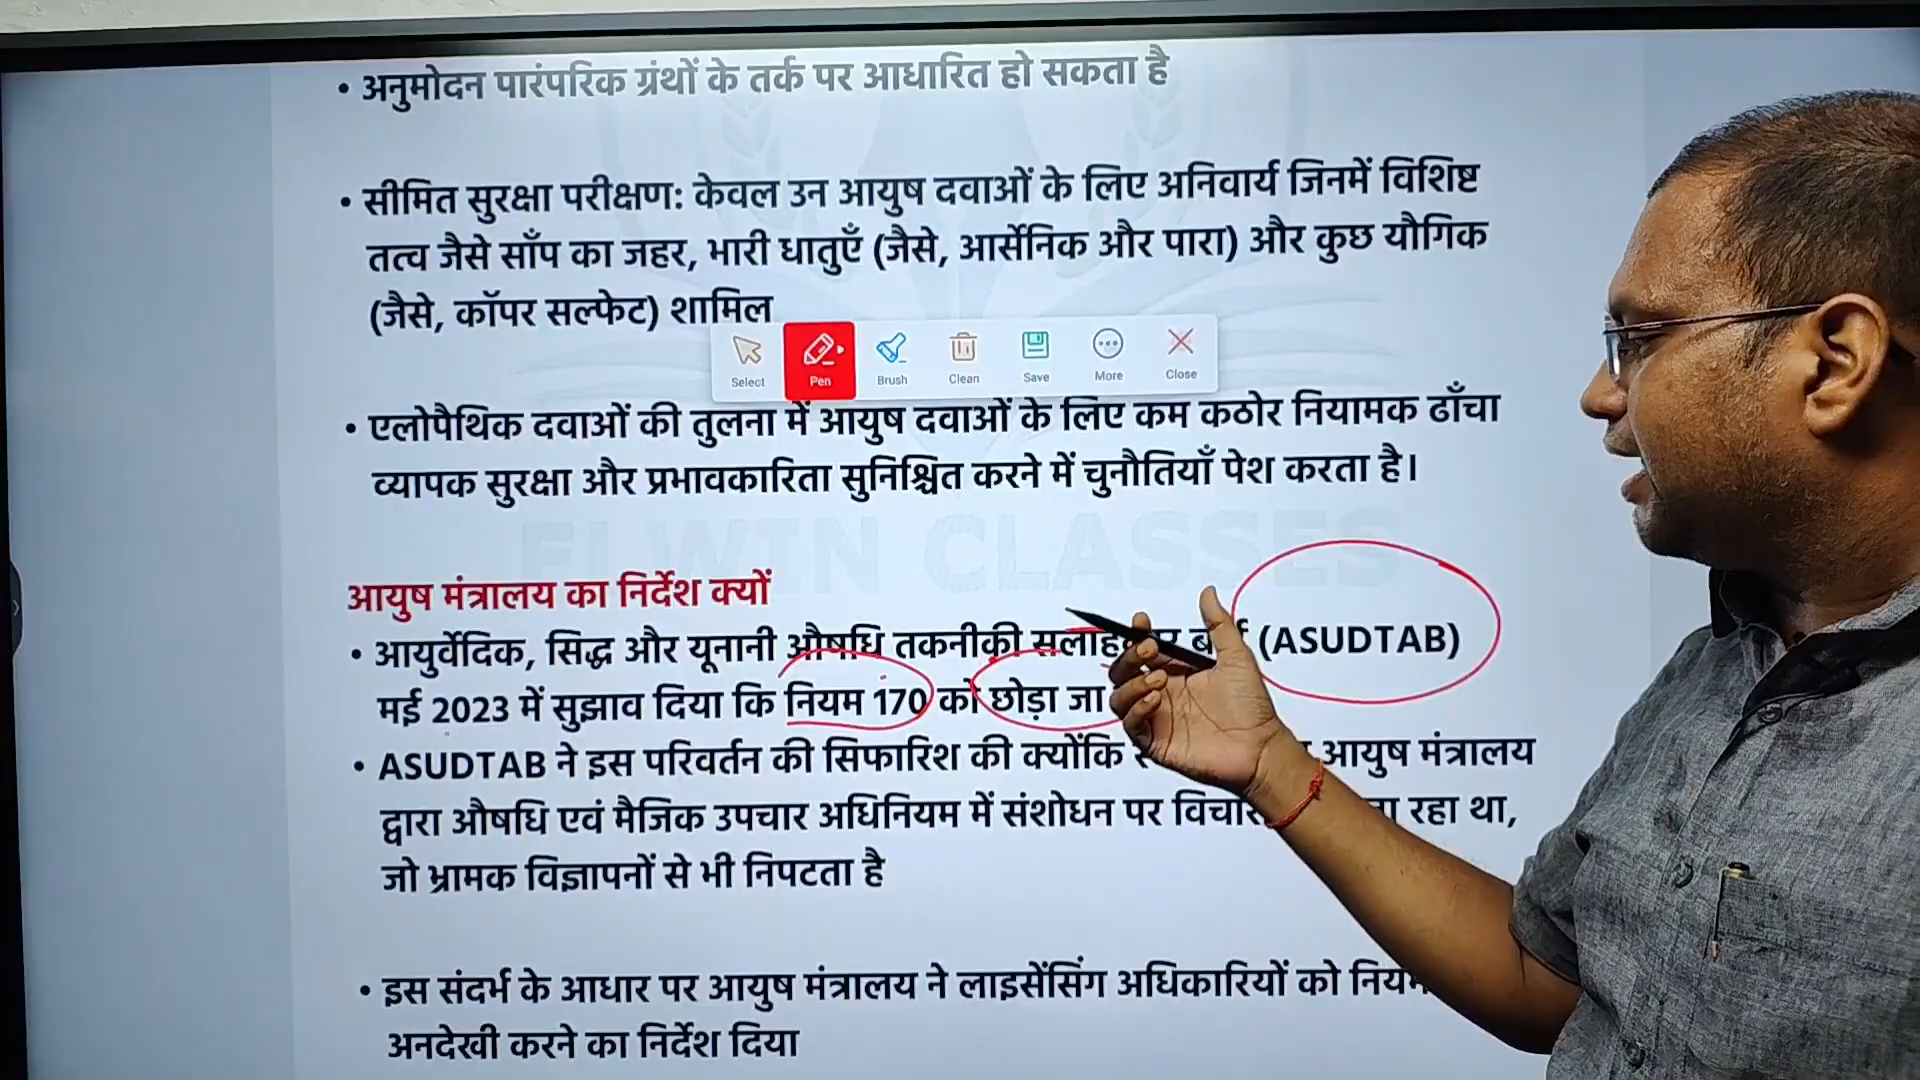 • अनुमोदन पारंपरिक ग्रंथों के तर्क पर आधारित हो सकता है
• सीमित सुरक्षा परीक्षण: केवल उन आयुष दवाओं के लिए अनिवार्य जिनमें विशिष्ट
तत्व जैसे साँप का जहर, भारी धातुएँ (जैसे, आर्सेनिक और पारा) और कुछ यौगिक
(जैसे, कॉपर सल्फेट) शामिल
Select Pen Brush Clean Save More Close
• एलोपैथिक दवाओं की तुलना में आयुष दवाओं के लिए कम कठोर नियामक ढाँचा
व्यापक सुरक्षा और प्रभावकारिता सुनिश्चित करने में चुनौतियाँ पेश करता है।
ELWIN CLASSES
आयुष मंत्रालय का निर्देश क्यों
• आयुर्वेदिक, सिद्ध और यूनानी औषधि तकनीकी (ASUDTAB)
मई 2023 में सुझाव दिया कि नियम 170 को छोड़ा जा
• ASUDTAB ने इस परिवर्तन की सिफारिश की क्योंकि आयुष मंत्रालय
द्वारा औषधि एवं मैजिक उपचार अधिनियम में संशोधन पर रहा था,
जो भ्रामक विज्ञापनों से भी निपटता है
• इस संदर्भ के आधार पर आयुष मंत्रालय ने लाइसेंसिंग अधिकारियों को
अनदेखी करने का निर्देश दिया